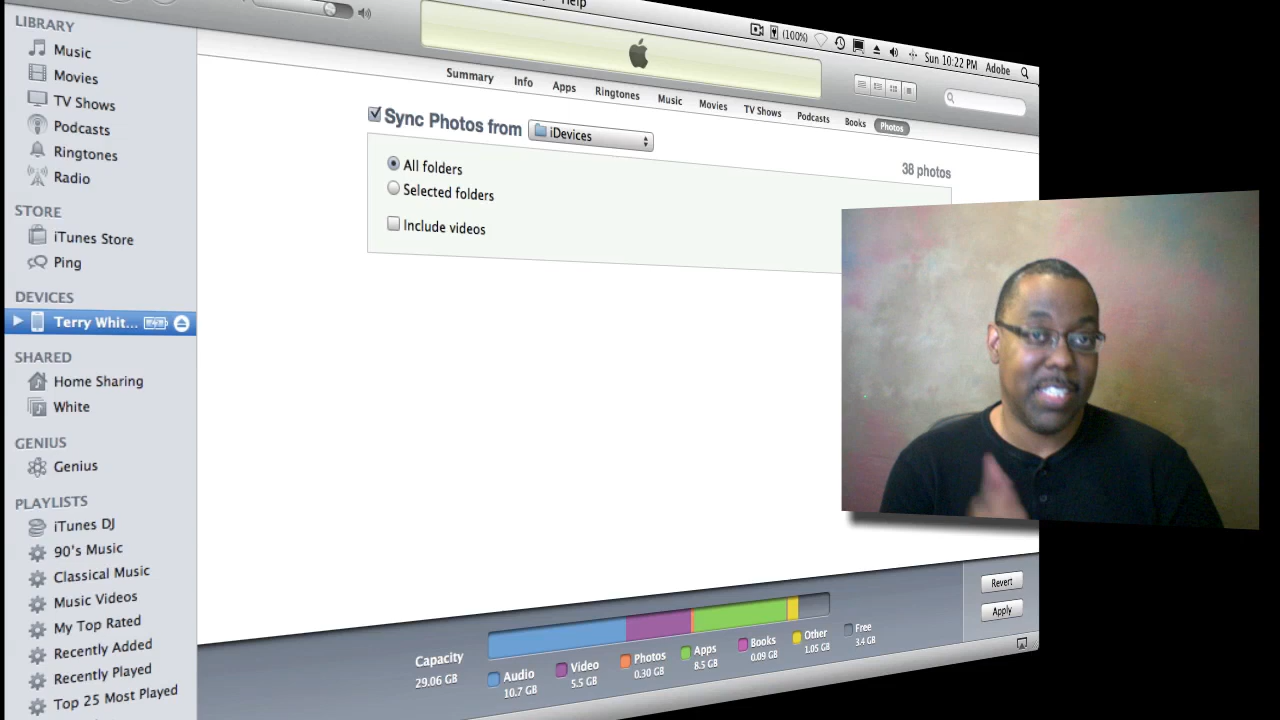 Help
(100%)
Sun 10:22 PM Adobe
LIBRARY
Music
Movies
TV Shows
Podcasts
Ringtones
Radio
STORE
iTunes Store
Ping
DEVICES
Terry Whit...
SHARED
Home Sharing
White
GENIUS
Genius
PLAYLISTS
iTunes DJ
90's Music
Classical Music
Music Videos
My Top Rated
Recently Added
Recently Played
Top 25 Most Played
Summary Info Apps Ringtones Music Movies TV Shows Podcasts Books Photos
Sync Photos from iDevices
38 photos
All folders
Selected folders
Include videos
Capacity
29.06 GB
Audio
10.7 GB
Video
5.5 GB
Photos
0.30 GB
Apps
8.5 GB
Books
0.09 GB
Other
1.05 GB
Free
3.4 GB
Revert
Apply